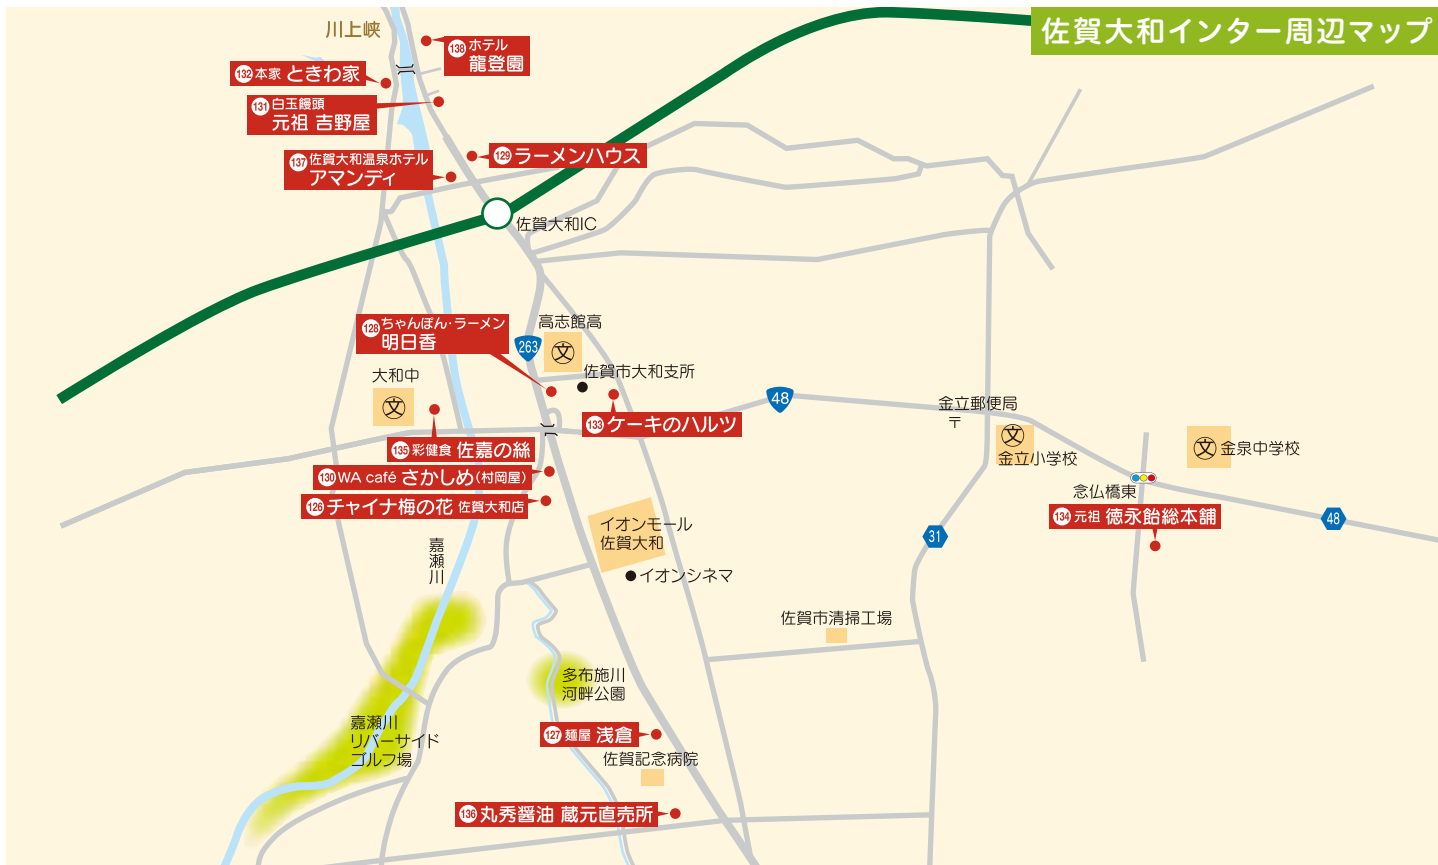 佐賀大和インター周辺マップ
川上峡
138 ホテル
龍登園
132 本家 ときわ家
131 白玉饅頭
元祖 吉野屋
137 佐賀大和温泉ホテル
アマンディ
129 ラーメンハウス
佐賀大和IC
128 ちゃんぽん・ラーメン
明日香
高志館高
文
263
佐賀市大和支所
大和中
文
48
133 ケーキのハルツ
金立郵便局
〒
文
金立小学校
文
金泉中学校
135 彩健食 佐嘉の絲
130 WA café さかしめ(村岡屋)
126 チャイナ梅の花 佐賀大和店
念仏橋東
134 元祖 徳永飴総本舗
48
31
イオンモール
佐賀大和
イオンシネマ
嘉瀬川
佐賀市清掃工場
多布施川
河畔公園
嘉瀬川
リバーサイド
ゴルフ場
127 麺屋 浅倉
佐賀記念病院
136 丸秀醤油 蔵元直売所